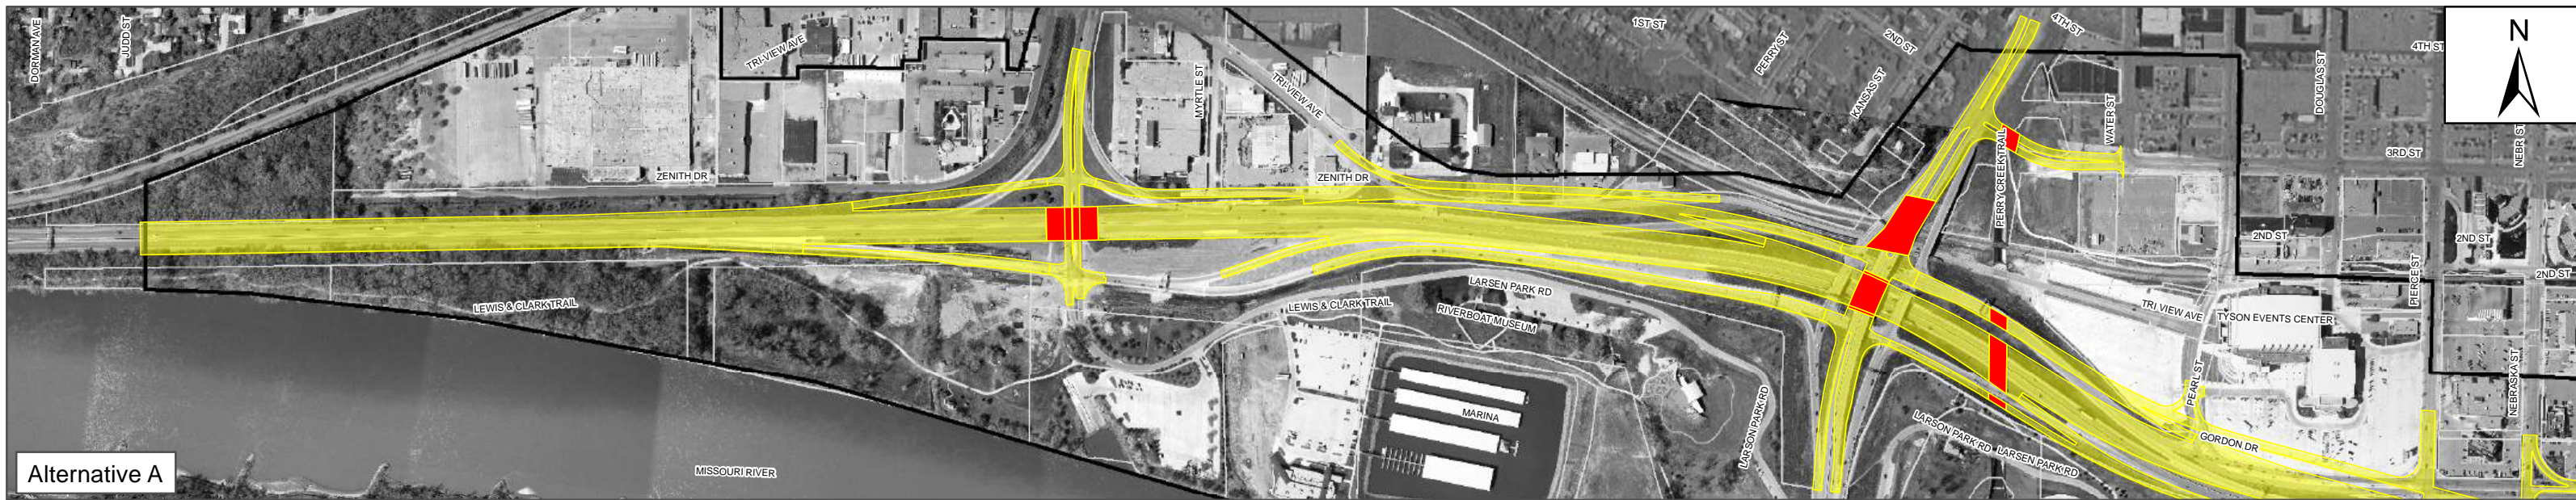 DORMAN AVE
JUDD ST
TRI-VIEW AVE
MYRTLE ST
TRI-VIEW AVE
1ST ST
PERRY ST
2ND ST
KANSAS ST
4TH ST
WATER ST
DOUGLAS ST
4TH ST
N
NEBR ST
3RD ST
PERRY CREEK TRAIL
ZENITH DR
ZENITH DR
2ND ST
2ND ST
2ND ST
PIERCE ST
LEWIS & CLARK TRAIL
LEWIS & CLARK TRAIL
LARSEN PARK RD
RIVERBOAT MUSEUM
TRI VIEW AVE
TYSON EVENTS CENTER
MARINA
LARSON PARK RD
PEARL ST
NEBRASKA ST
LARSON PARK RD
LARSEN PARK RD
GORDON DR
MISSOURI RIVER
Alternative A